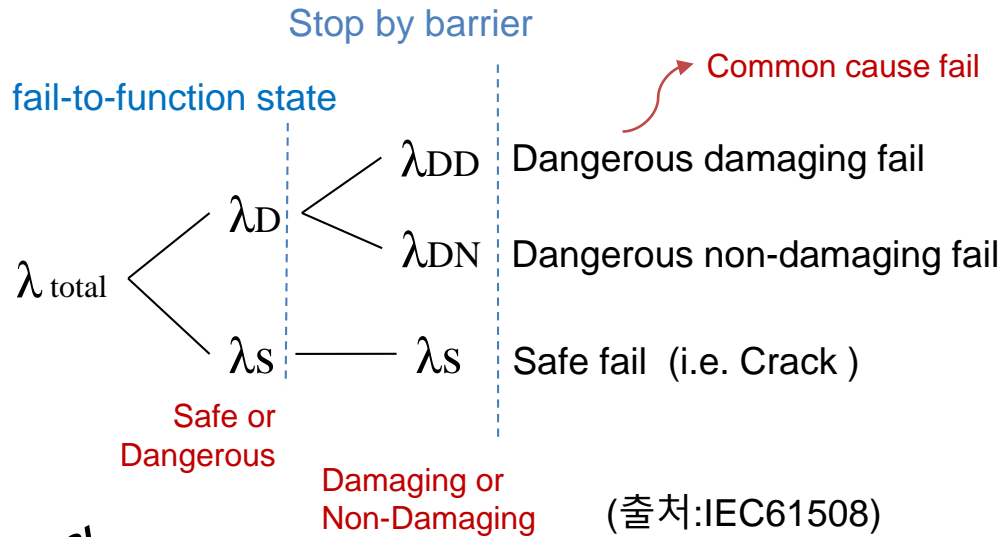 Stop by barrier
Common cause fail
fail-to-function state
λDD Dangerous damaging fail
λD
λDN Dangerous non-damaging fail
λ total
λS λS Safe fail (i.e. Crack )
Safe or
Dangerous
Damaging or
Non-Damaging
(출처:IEC61508)